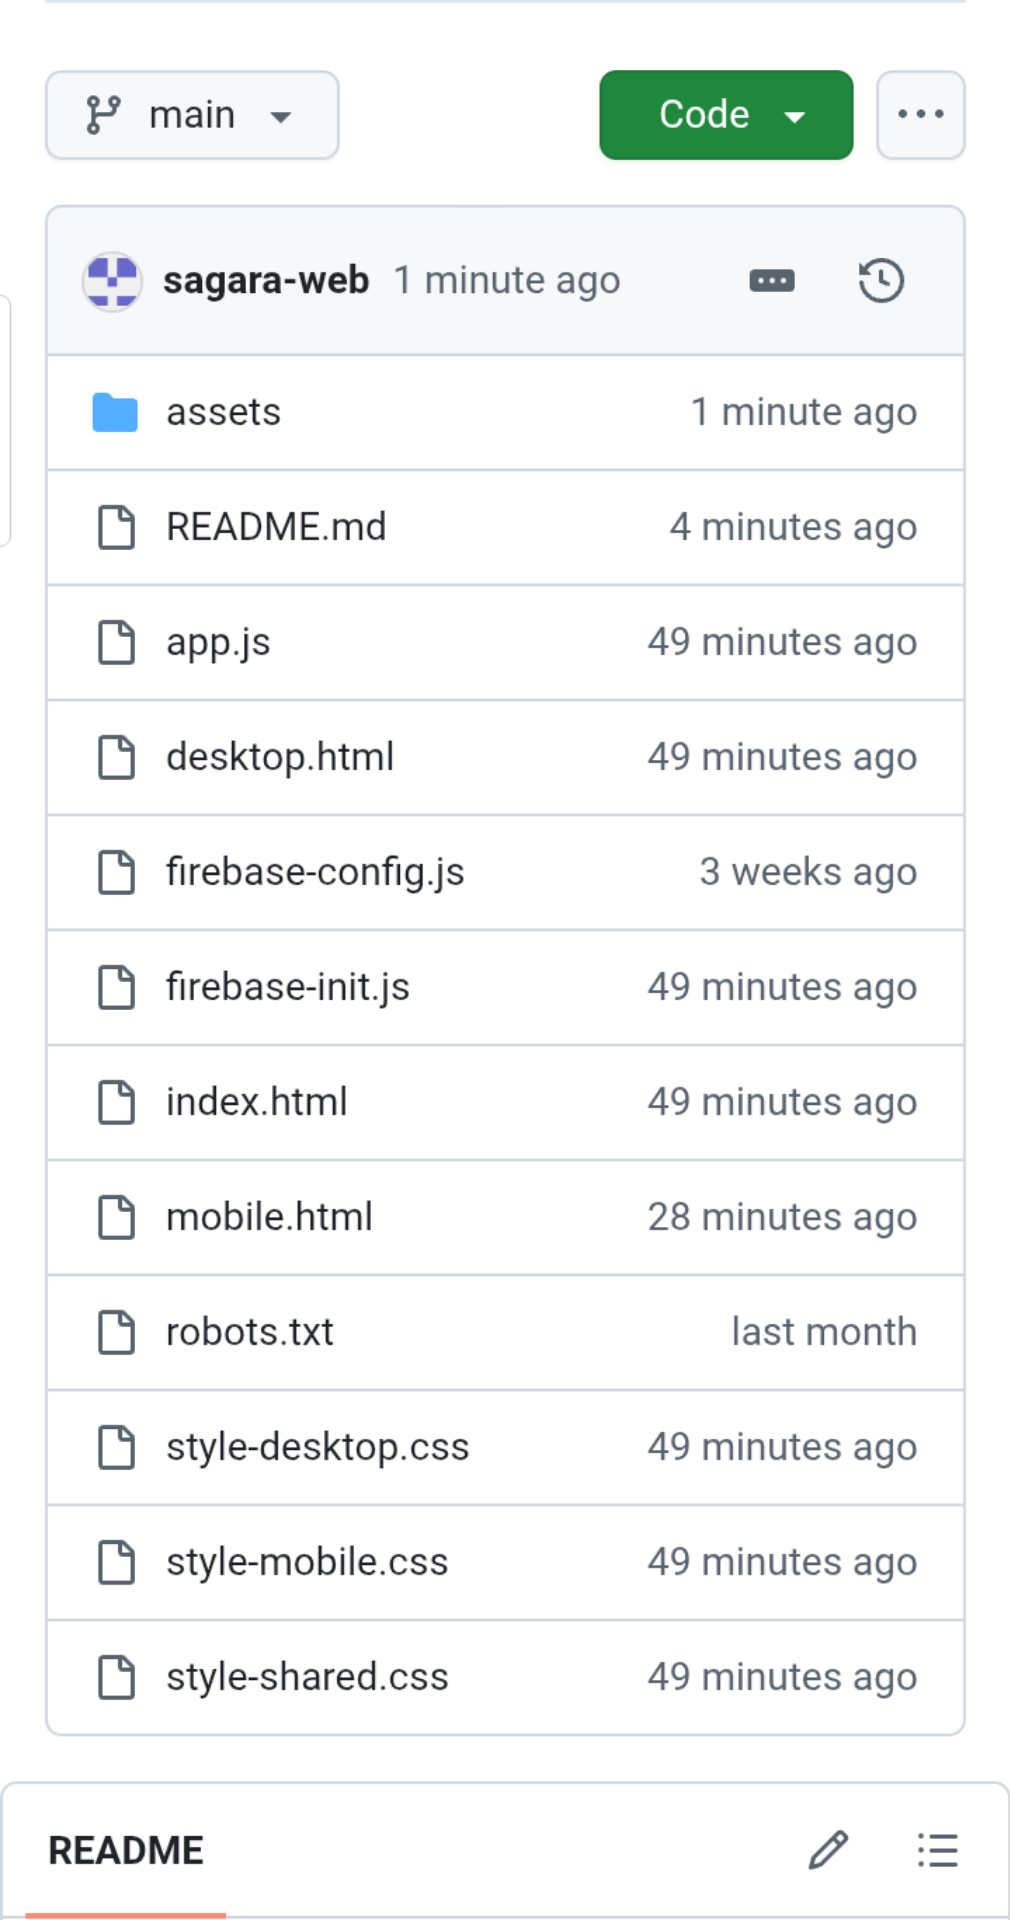 main
Code
sagara-web 1 minute ago
assets 1 minute ago
README.md 4 minutes ago
app.js 49 minutes ago
desktop.html 49 minutes ago
firebase-config.js 3 weeks ago
firebase-init.js 49 minutes ago
index.html 49 minutes ago
mobile.html 28 minutes ago
robots.txt last month
style-desktop.css 49 minutes ago
style-mobile.css 49 minutes ago
style-shared.css 49 minutes ago
README